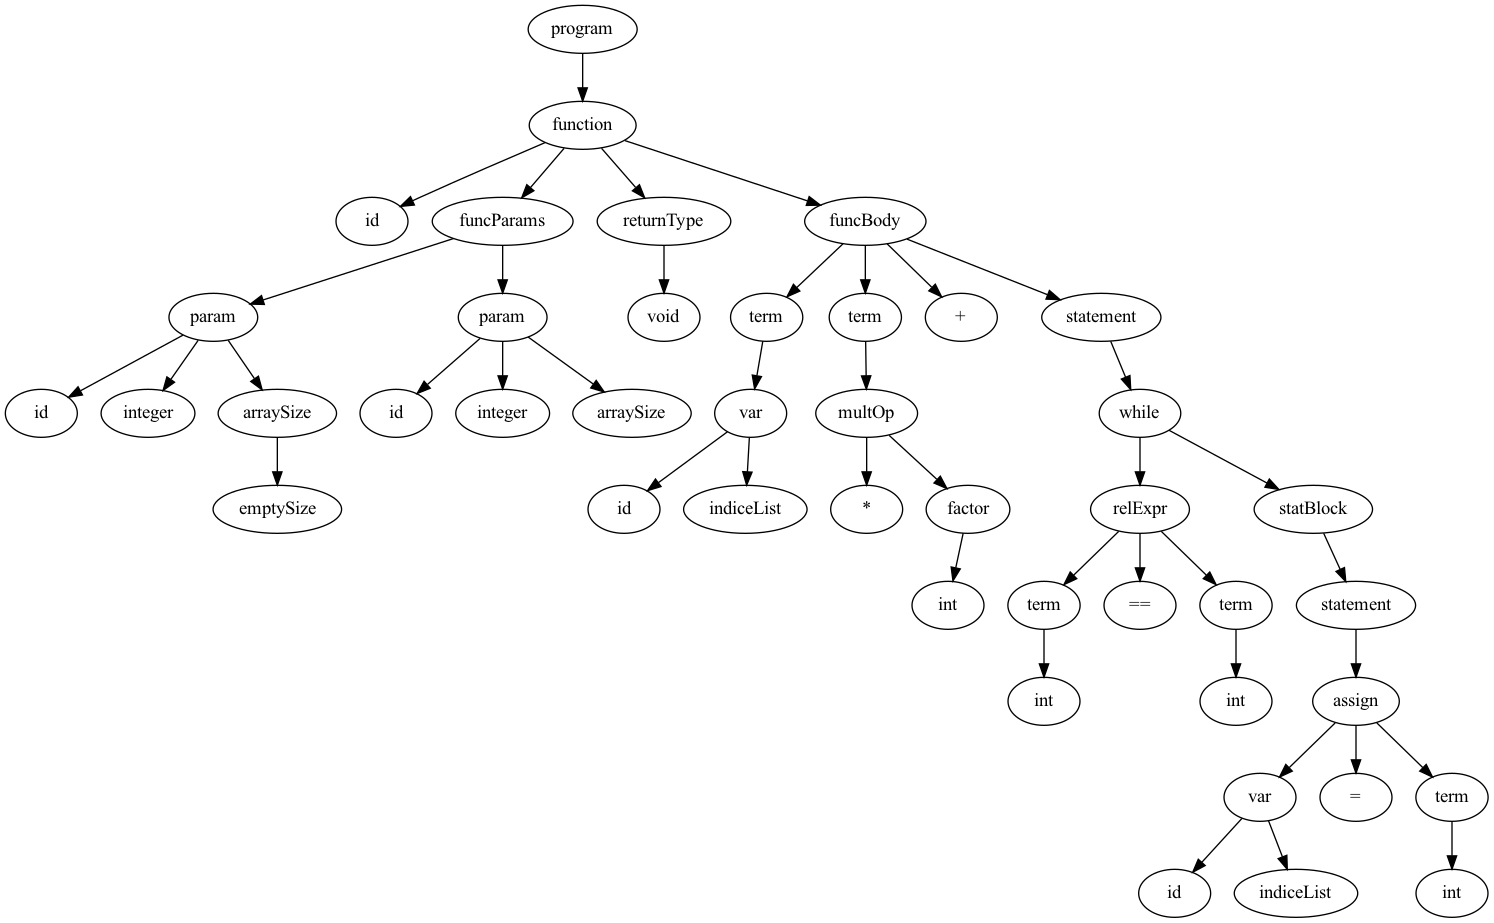 program
function
id funcParams returnType funcBody
param param void term term + statement
id integer arraySize id integer arraySize var multOp while
emptySize id indiceList * factor relExpr statBlock
int term == term statement
int int assign
var = term
id indiceList int